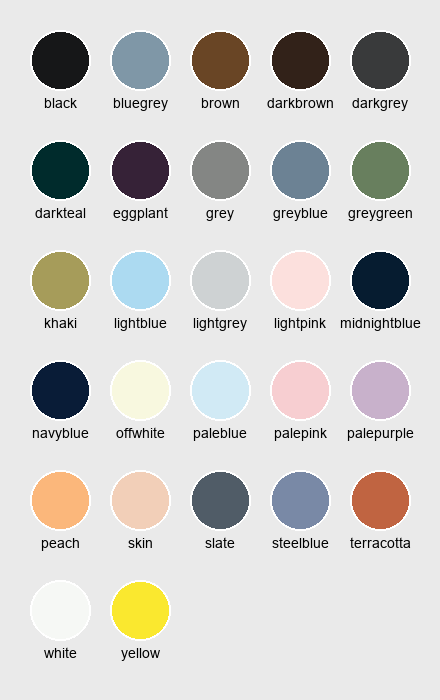 black bluegrey brown darkbrown darkgrey
darkteal eggplant grey greyblue greygreen
khaki lightblue lightgrey lightpink midnightblue
navyblue offwhite paleblue palepink palepurple
peach skin slate steelblue terracotta
white yellow